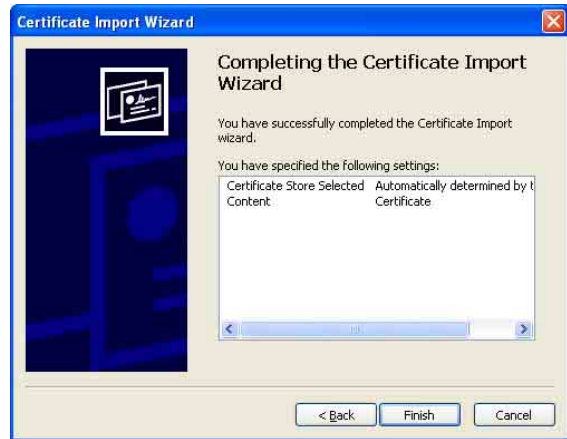 Certificate Import Wizard
Completing the Certificate Import
Wizard
You have successfully completed the Certificate Import
wizard.
You have specified the following settings:
Certificate Store Selected Automatically determined by t
Content Certificate
< Back Finish Cancel